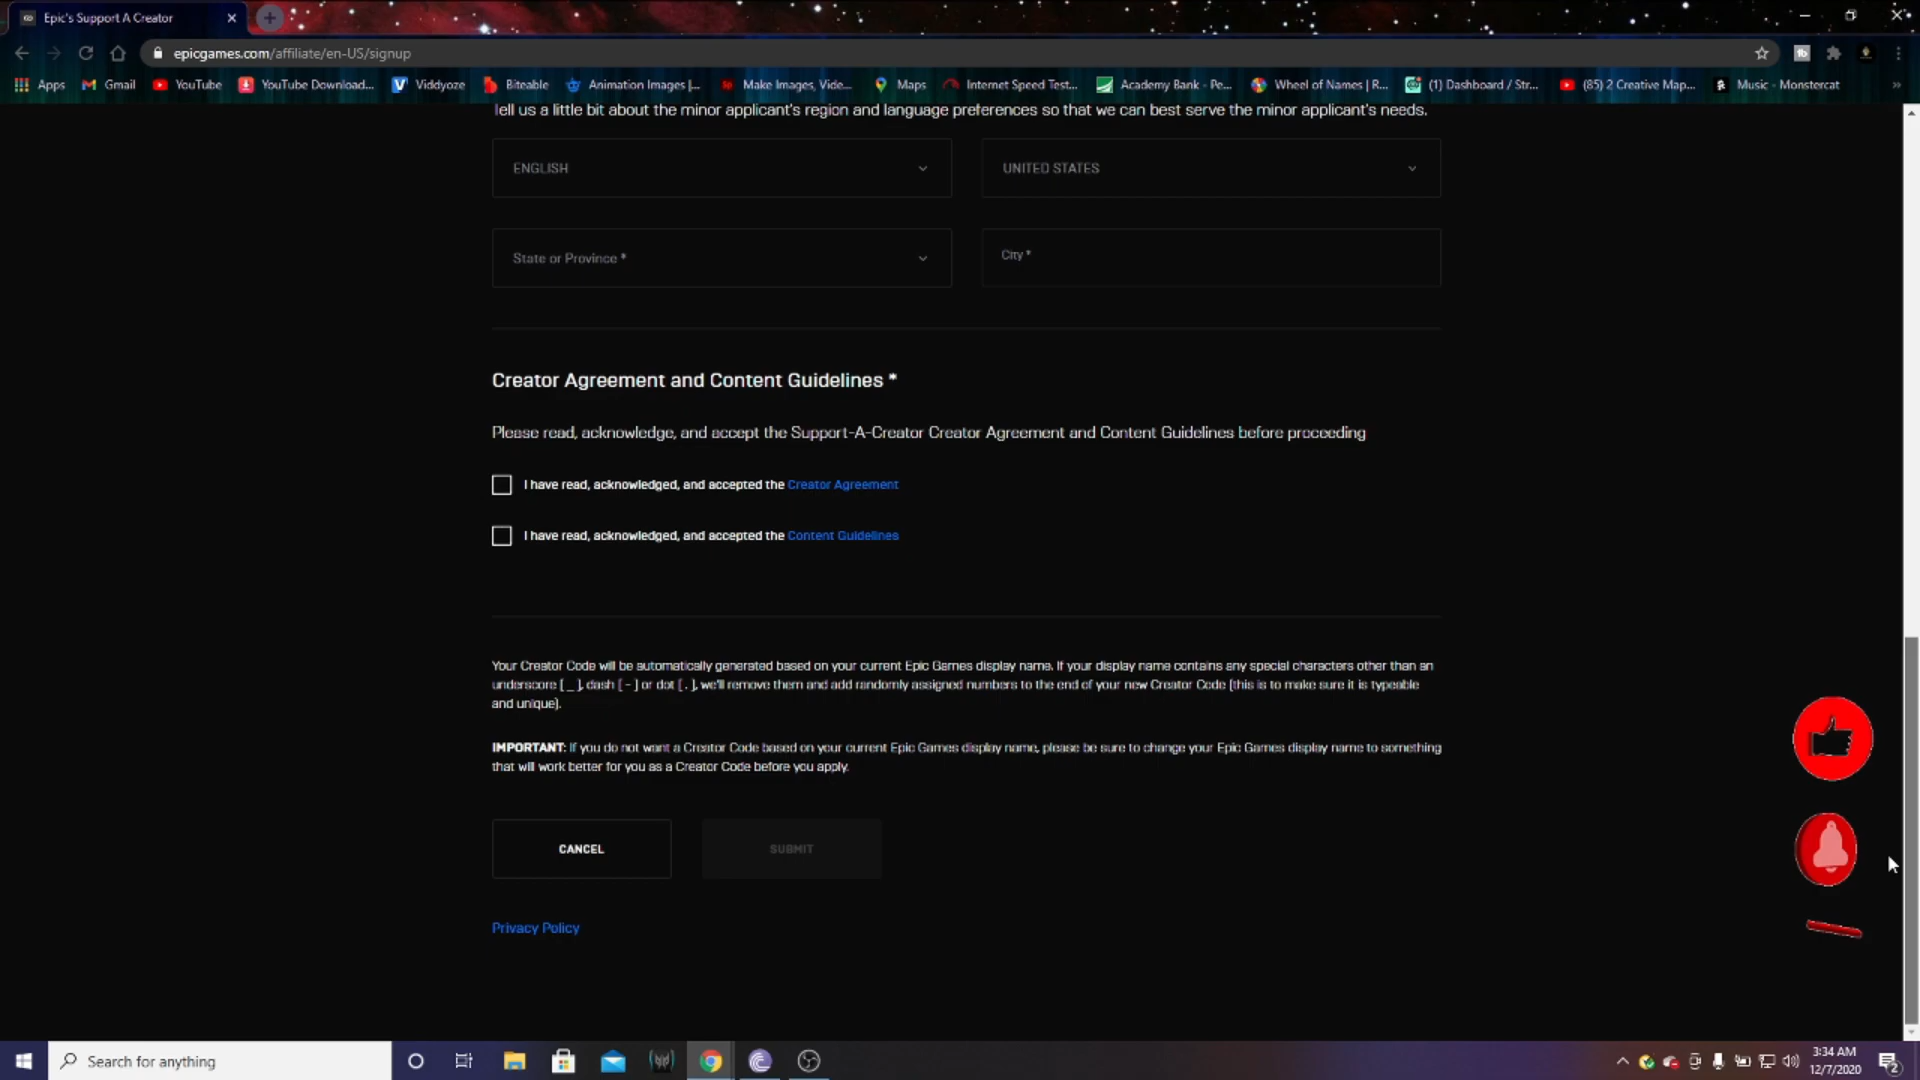 Epic's Support A Creator
epicgames.com/affiliate/en-US/signup
Apps Gmail YouTube YouTube Download... Viddyoze Biteable Animation Images |... Make Images, Vide... Maps Internet Speed Test... Academy Bank - Pe... Wheel of Names | R... (1) Dashboard / Str... (85) 2 Creative Map... Music - Monstercat »
Tell us a little bit about the minor applicant's region and language preferences so that we can best serve the minor applicant's needs.
ENGLISH UNITED STATES
State or Province * City *
Creator Agreement and Content Guidelines *
Please read, acknowledge, and accept the Support-A-Creator Creator Agreement and Content Guidelines before proceeding
I have read, acknowledged, and accepted the Creator Agreement
I have read, acknowledged, and accepted the Content Guidelines
Your Creator Code will be automatically generated based on your current Epic Games display name. If your display name contains any special characters other than an
underscore [ _ ], dash [ - ] or dot [ . ], we'll remove them and add randomly assigned numbers to the end of your new Creator Code (this is to make sure it is typeable
and unique).
IMPORTANT: If you do not want a Creator Code based on your current Epic Games display name, please be sure to change your Epic Games display name to something
that will work better for you as a Creator Code before you apply.
CANCEL SUBMIT
Privacy Policy
Search for anything
3:34 AM
12/7/2020
2